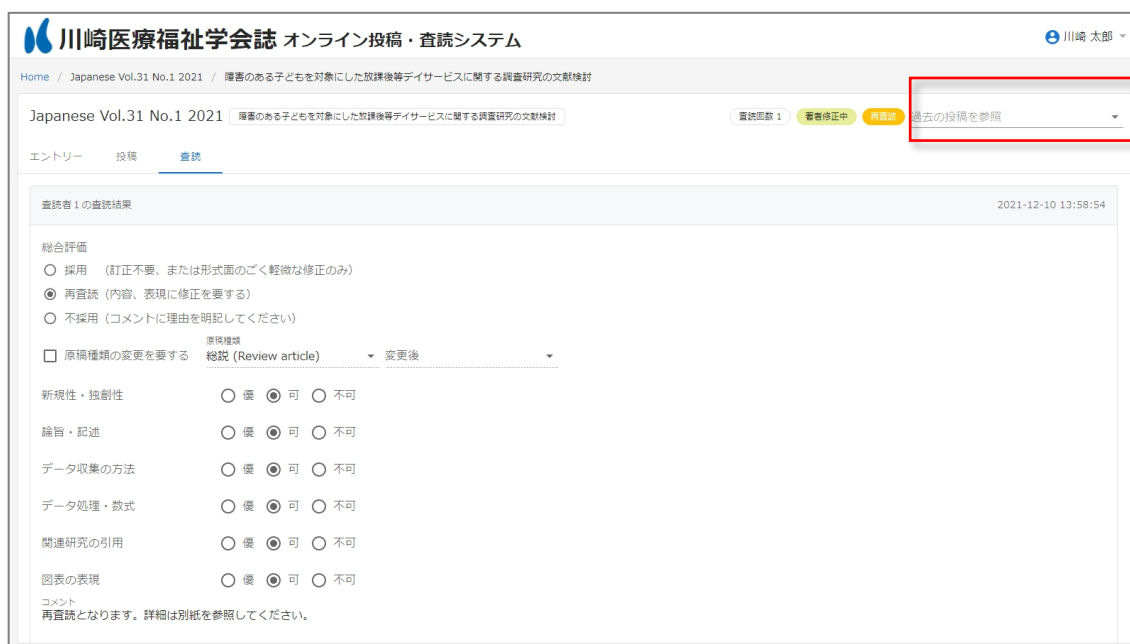 川崎医療福祉学会誌 オンライン投稿・査読システム
川崎 太郎
Home / Japanese Vol.31 No.1 2021 / 障害のある子どもを対象にした放課後等デイサービスに関する調査研究の文献検討
Japanese Vol.31 No.1 2021 障害のある子どもを対象にした放課後等デイサービスに関する調査研究の文献検討 査読回数 1 著者修正中 再査読 過去の投稿を参照
エントリー 投稿 査読
査読者1の査読結果 2021-12-10 13:58:54
総合評価
採用 （訂正不要、または形式面のごく軽微な修正のみ）
再査読（内容、表現に修正を要する）
不採用（コメントに理由を明記してください）
原稿種類
原稿種類の変更を要する 総説 (Review article) 変更後
新規性・独創性 優 可 不可
論旨・記述 優 可 不可
データ収集の方法 優 可 不可
データ処理・数式 優 可 不可
関連研究の引用 優 可 不可
図表の表現 優 可 不可
コメント
再査読となります。詳細は別紙を参照してください。